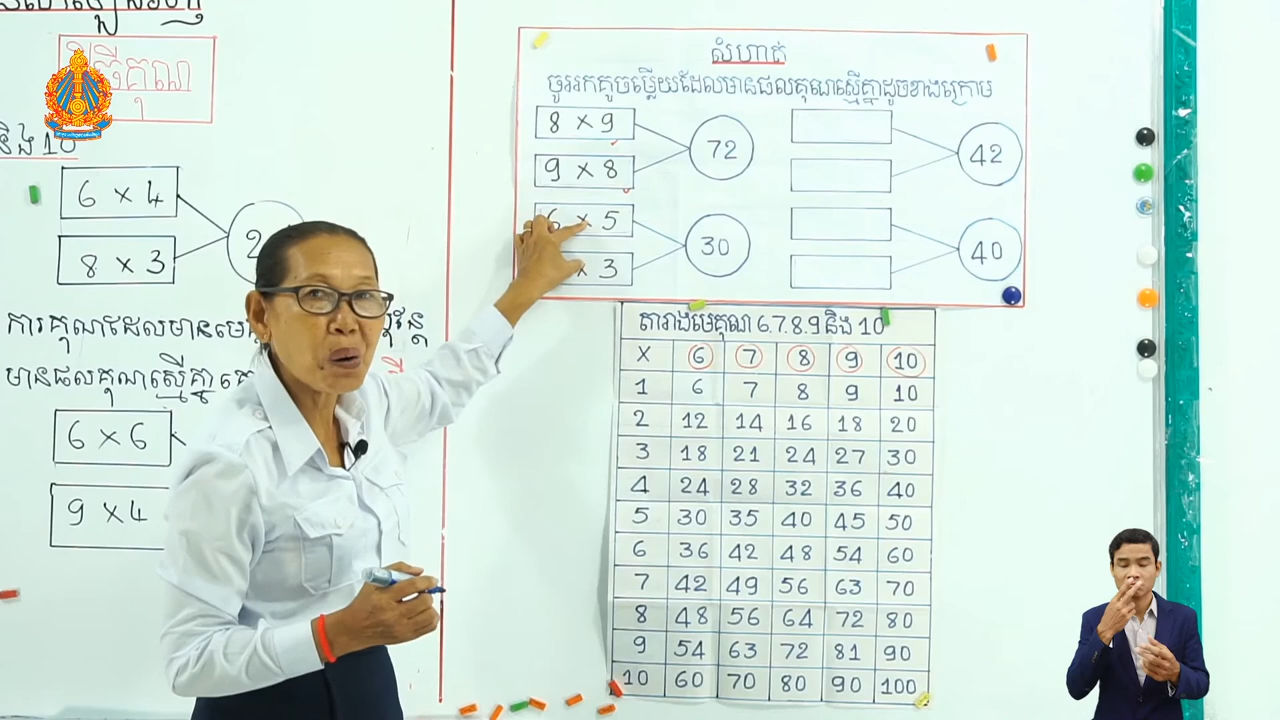 វិធីគុណ
និង 10
6 × 4
8 × 3
2
ការគុណដែលមានមេ
មានផលគុណស្មើគ្នា
6 × 6
9 × 4
សំហាត់
ចូររកគូចម្លើយដែលមានផលគុណស្មើគ្នាដូចខាងក្រោម
8 × 9
9 × 8
72
42
6 × 5
× 3
30
40
តារាងមេគុណ 6.7.8.9 និង 10
X 6 7 8 9 10
1 6 7 8 9 10
2 12 14 16 18 20
3 18 21 24 27 30
4 24 28 32 36 40
5 30 35 40 45 50
6 36 42 48 54 60
7 42 49 56 63 70
8 48 56 64 72 80
9 54 63 72 81 90
10 60 70 80 90 100